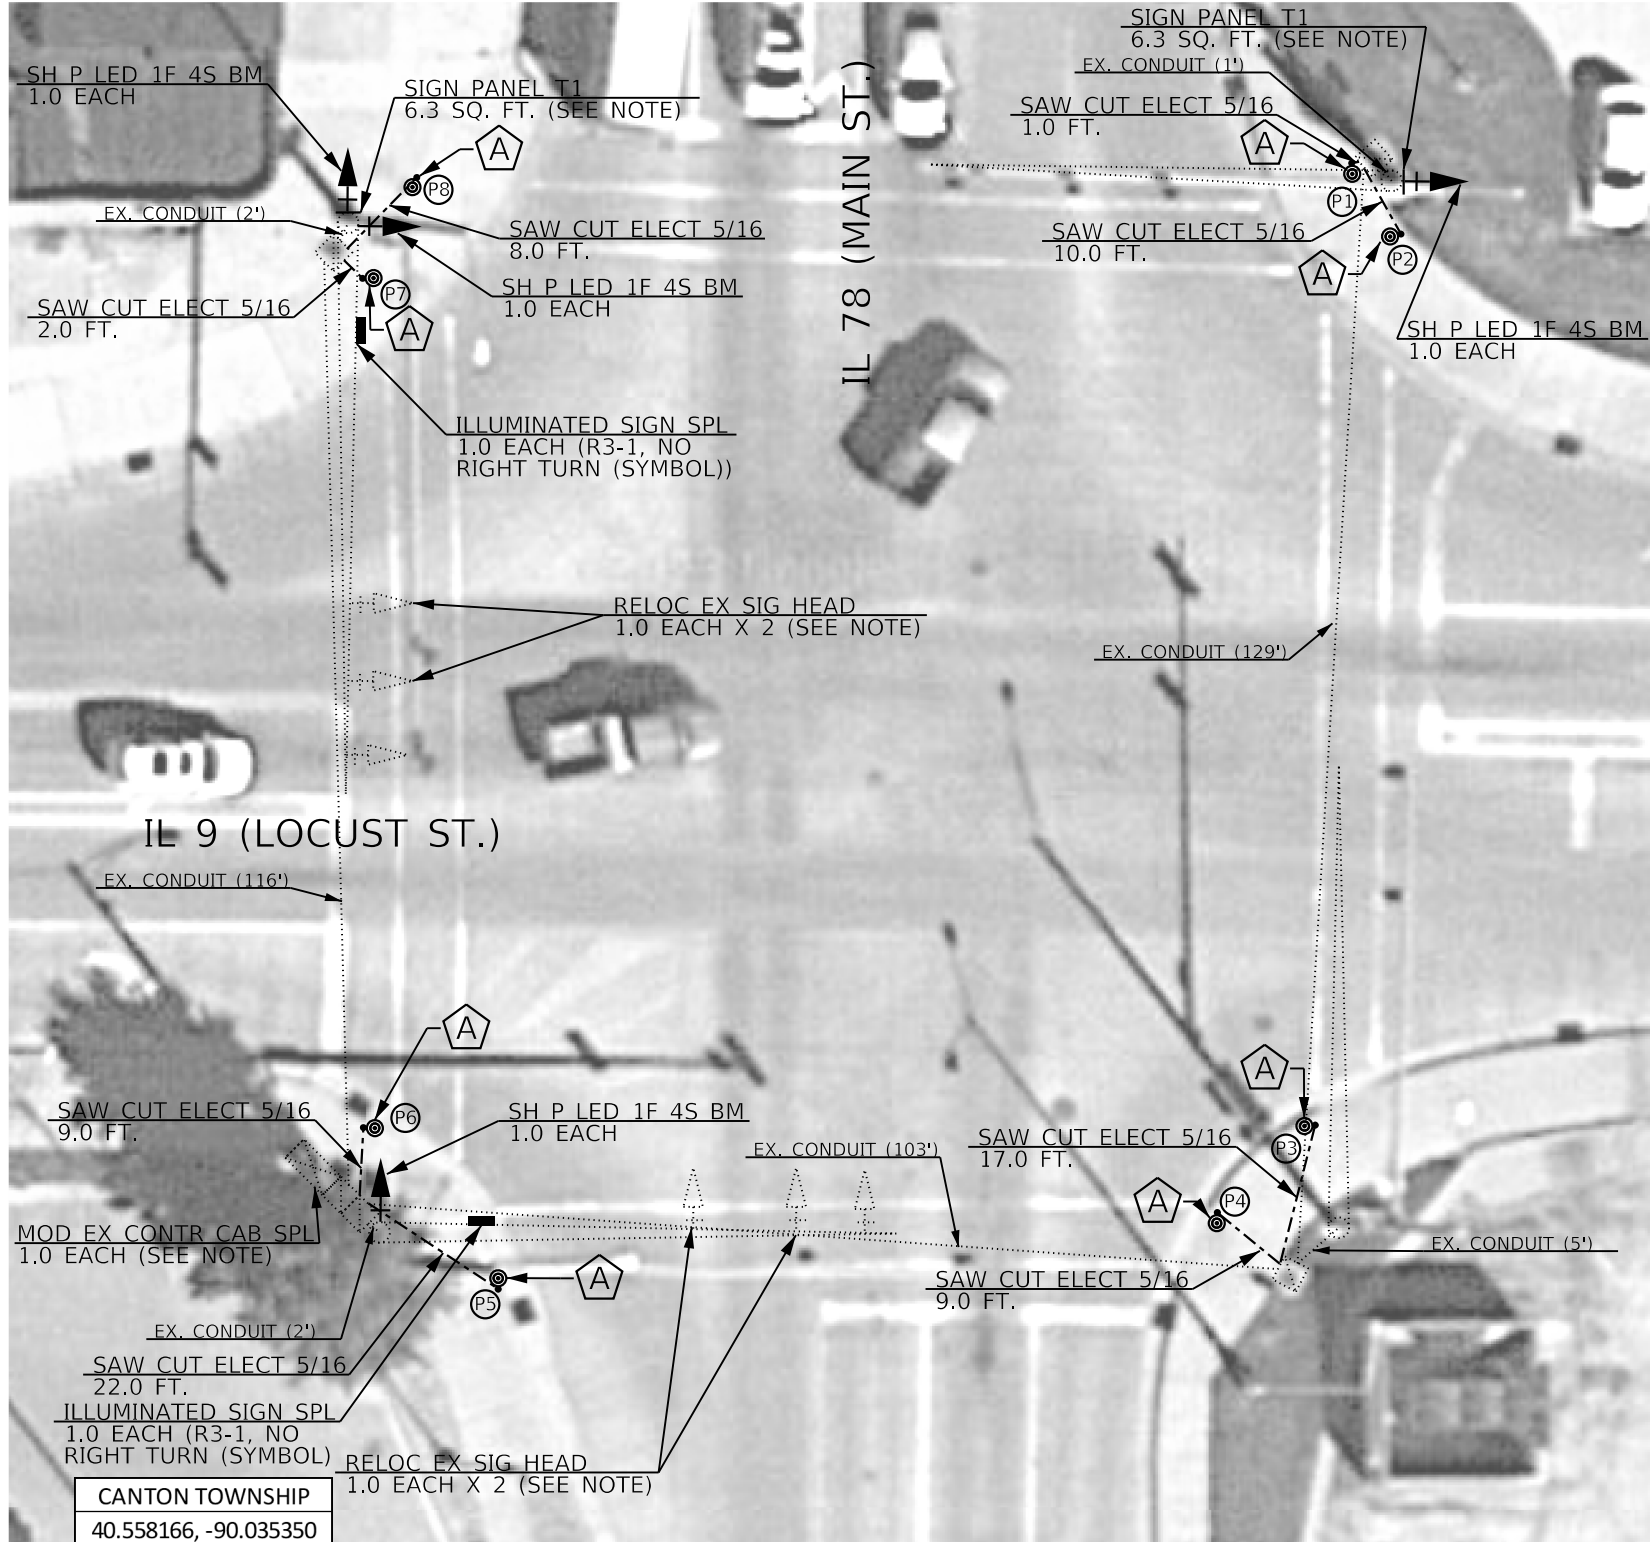 SIGN PANEL T1
6.3 SQ. FT. (SEE NOTE)
EX. CONDUIT (1')
SH P LED 1F 4S BM
1.0 EACH
SIGN PANEL T1
6.3 SQ. FT. (SEE NOTE)
SAW CUT ELECT 5/16
1.0 FT.
A
A
P8
P1
IL 78 (MAIN ST.)
EX. CONDUIT (2')
SAW CUT ELECT 5/16
8.0 FT.
SAW CUT ELECT 5/16
10.0 FT.
A
P2
SH P LED 1F 4S BM
1.0 EACH
P7
A
SAW CUT ELECT 5/16
2.0 FT.
SH P LED 1F 4S BM
1.0 EACH
ILLUMINATED SIGN SPL
1.0 EACH (R3-1, NO
RIGHT TURN (SYMBOL))
RELOC EX SIG HEAD
1.0 EACH X 2 (SEE NOTE)
EX. CONDUIT (129')
IL 9 (LOCUST ST.)
EX. CONDUIT (116')
A
A
SAW CUT ELECT 5/16
9.0 FT.
P6
SH P LED 1F 4S BM
1.0 EACH
EX. CONDUIT (103')
SAW CUT ELECT 5/16
17.0 FT.
P3
A
P4
MOD EX CONTR CAB SPL
1.0 EACH (SEE NOTE)
EX. CONDUIT (5')
SAW CUT ELECT 5/16
9.0 FT.
A
P5
EX. CONDUIT (2')
SAW CUT ELECT 5/16
22.0 FT.
ILLUMINATED SIGN SPL
1.0 EACH (R3-1, NO
RIGHT TURN (SYMBOL)
RELOC EX SIG HEAD
1.0 EACH X 2 (SEE NOTE)
CANTON TOWNSHIP
40.558166, -90.035350